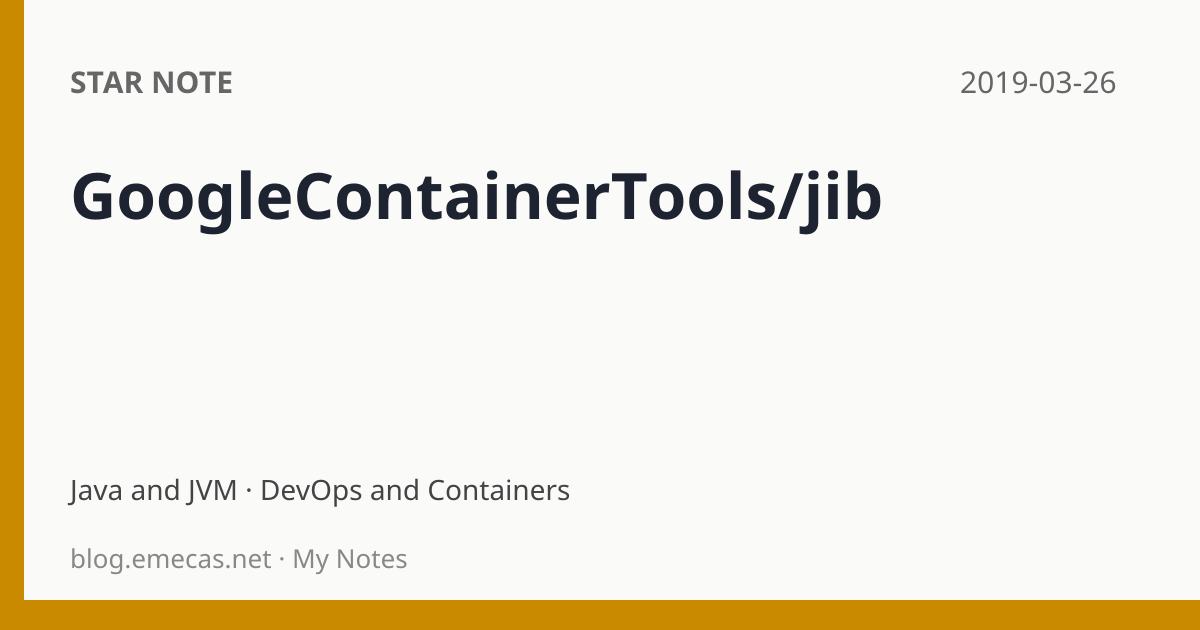 STAR NOTE
2019-03-26
GoogleContainerTools/jib
Java and JVM · DevOps and Containers
blog.emecas.net · My Notes